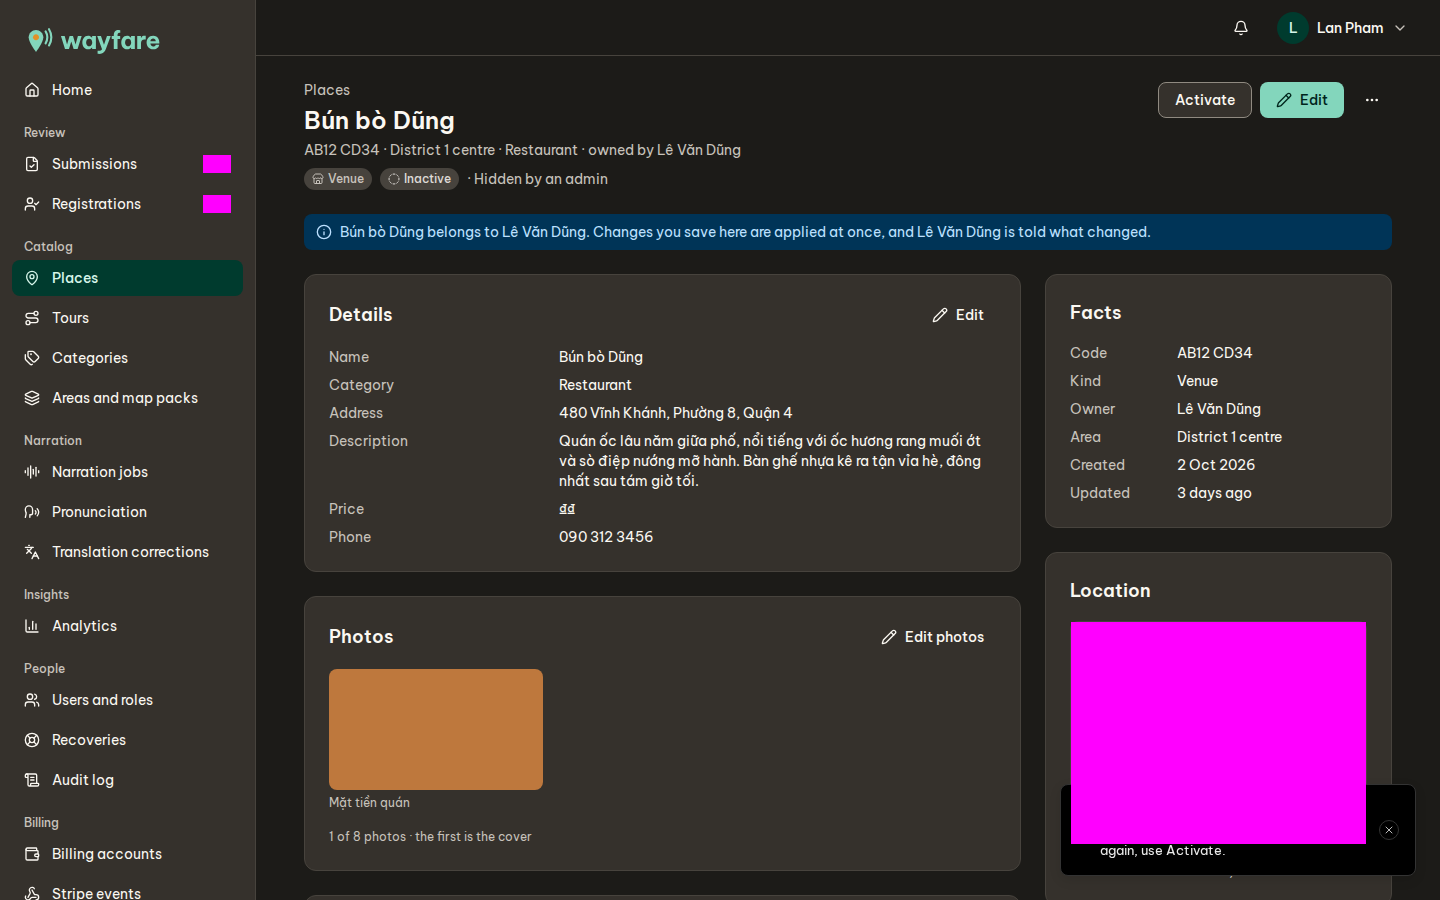 wayfare
Home
Review
Submissions
Registrations
Catalog
Places
Tours
Categories
Areas and map packs
Narration
Narration jobs
Pronunciation
Translation corrections
Insights
Analytics
People
Users and roles
Recoveries
Audit log
Billing
Billing accounts
Stripe events
L Lan Pham
Places
Bún bò Dũng
AB12 CD34 · District 1 centre · Restaurant · owned by Lê Văn Dũng
Venue Inactive · Hidden by an admin
Activate Edit
Bún bò Dũng belongs to Lê Văn Dũng. Changes you save here are applied at once, and Lê Văn Dũng is told what changed.
Details Edit
Name Bún bò Dũng
Category Restaurant
Address 480 Vĩnh Khánh, Phường 8, Quận 4
Description Quán ốc lâu năm giữa phố, nổi tiếng với ốc hương rang muối ớt
và sò điệp nướng mỡ hành. Bàn ghế nhựa kê ra tận vỉa hè, đông
nhất sau tám giờ tối.
Price ₫₫
Phone 090 312 3456
Photos Edit photos
Mặt tiền quán
1 of 8 photos · the first is the cover
Facts
Code AB12 CD34
Kind Venue
Owner Lê Văn Dũng
Area District 1 centre
Created 2 Oct 2026
Updated 3 days ago
Location
again, use Activate.